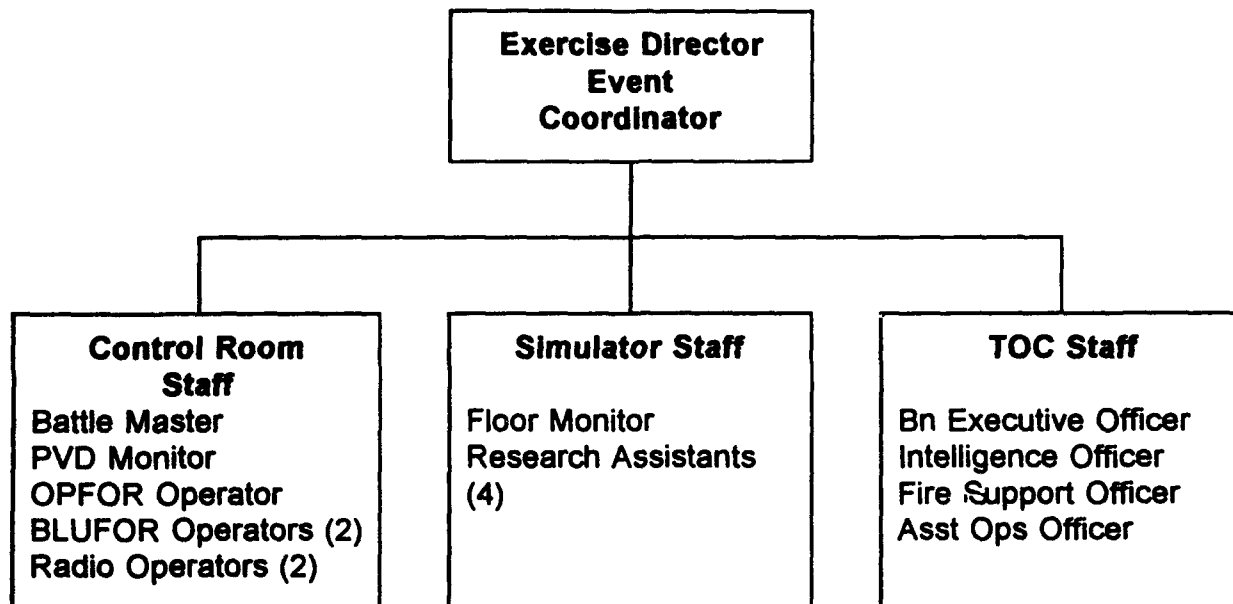 Exercise Director
Event
Coordinator
Control Room
Staff
Battle Master
PVD Monitor
OPFOR Operator
BLUFOR Operators (2)
Radio Operators (2)
Simulator Staff
Floor Monitor
Research Assistants
(4)
TOC Staff
Bn Executive Officer
Intelligence Officer
Fire Support Officer
Asst Ops Officer